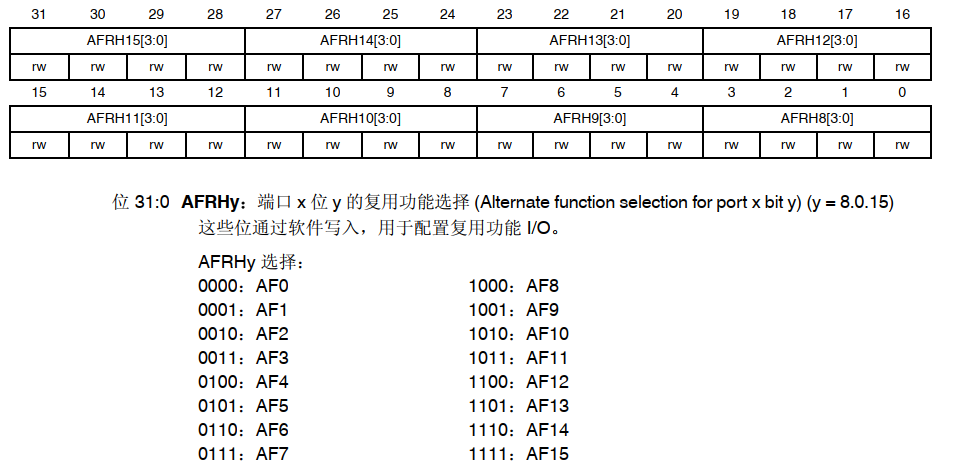 31 30 29 28 27 26 25 24 23 22 21 20 19 18 17 16
AFRH15[3:0] AFRH14[3:0] AFRH13[3:0] AFRH12[3:0]
rw rw rw rw rw rw rw rw rw rw rw rw rw rw rw rw
15 14 13 12 11 10 9 8 7 6 5 4 3 2 1 0
AFRH11[3:0] AFRH10[3:0] AFRH9[3:0] AFRH8[3:0]
rw rw rw rw rw rw rw rw rw rw rw rw rw rw rw rw
位 31:0 AFRHy：端口 x 位 y 的复用功能选择 (Alternate function selection for port x bit y) (y = 8.0.15)
这些位通过软件写入，用于配置复用功能 I/O。
AFRHy 选择：
0000：AF0 1000：AF8
0001：AF1 1001：AF9
0010：AF2 1010：AF10
0011：AF3 1011：AF11
0100：AF4 1100：AF12
0101：AF5 1101：AF13
0110：AF6 1110：AF14
0111：AF7 1111：AF15